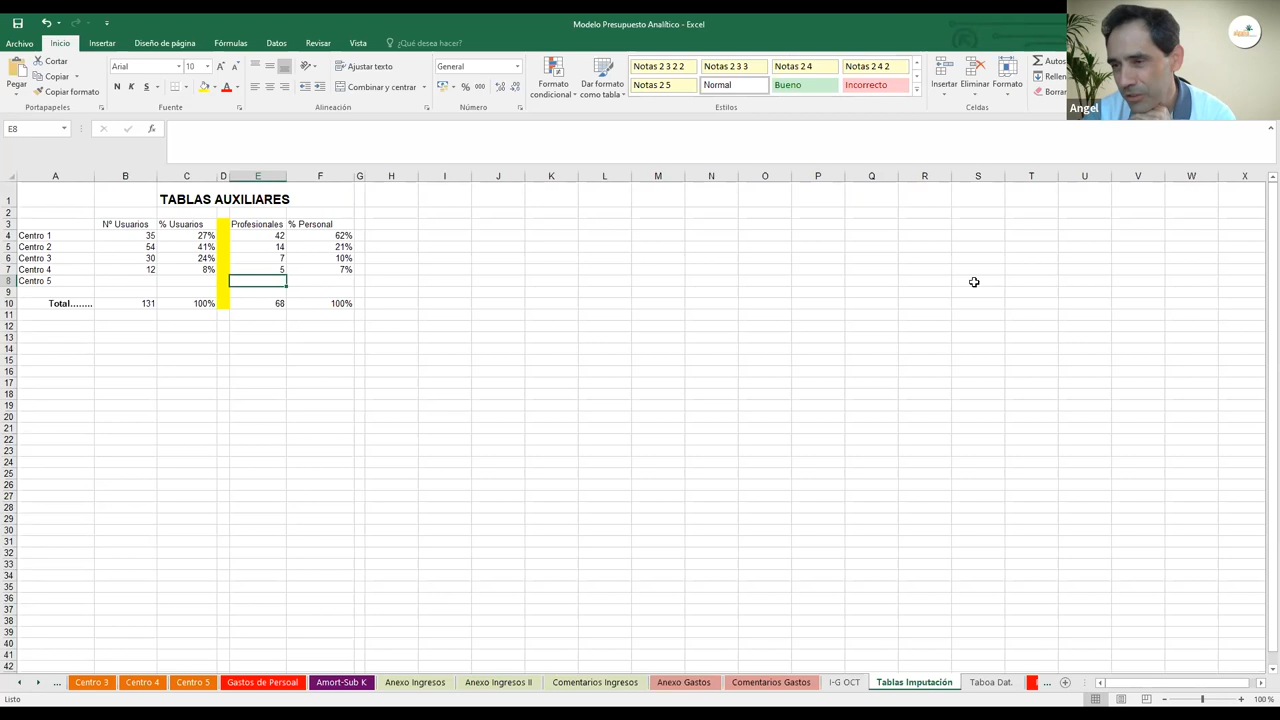 Modelo Presupuesto Analítico - Excel
Archivo Inicio Insertar Diseño de página Fórmulas Datos Revisar Vista ¿Qué desea hacer?
Pegar
Cortar
Copiar
Copiar formato
Portapapeles
Arial 10
N K S
Fuente
Ajustar texto
Combinar y centrar
Alineación
General
% 000
Número
Formato condicional
Dar formato como tabla
Notas 2 3 2 2 Notas 2 3 3 Notas 2 4 Notas 2 4 2
Notas 2 5 Normal Bueno Incorrecto
Estilos
Insertar Eliminar Formato
Celdas
Autos
Rellen
Borra
Angel
E8 fx
A B C D E F G H I J K L M N O P Q R S T U V W X
1 TABLAS AUXILIARES
2
3 Nº Usuarios % Usuarios Profesionales % Personal
4 Centro 1 35 27% 42 62%
5 Centro 2 54 41% 14 21%
6 Centro 3 30 24% 7 10%
7 Centro 4 12 8% 5 7%
8 Centro 5
9
10 Total........ 131 100% 68 100%
11
12
13
14
15
16
17
18
19
20
21
22
23
24
25
26
27
28
29
30
31
32
33
34
35
36
37
38
39
40
41
42
... Centro 3 Centro 4 Centro 5 Gastos de Persoal Amort-Sub K Anexo Ingresos Anexo Ingresos II Comentarios Ingresos Anexo Gastos Comentarios Gastos I-G OCT Tablas Imputación Taboa Dat. ...
Listo 100 %